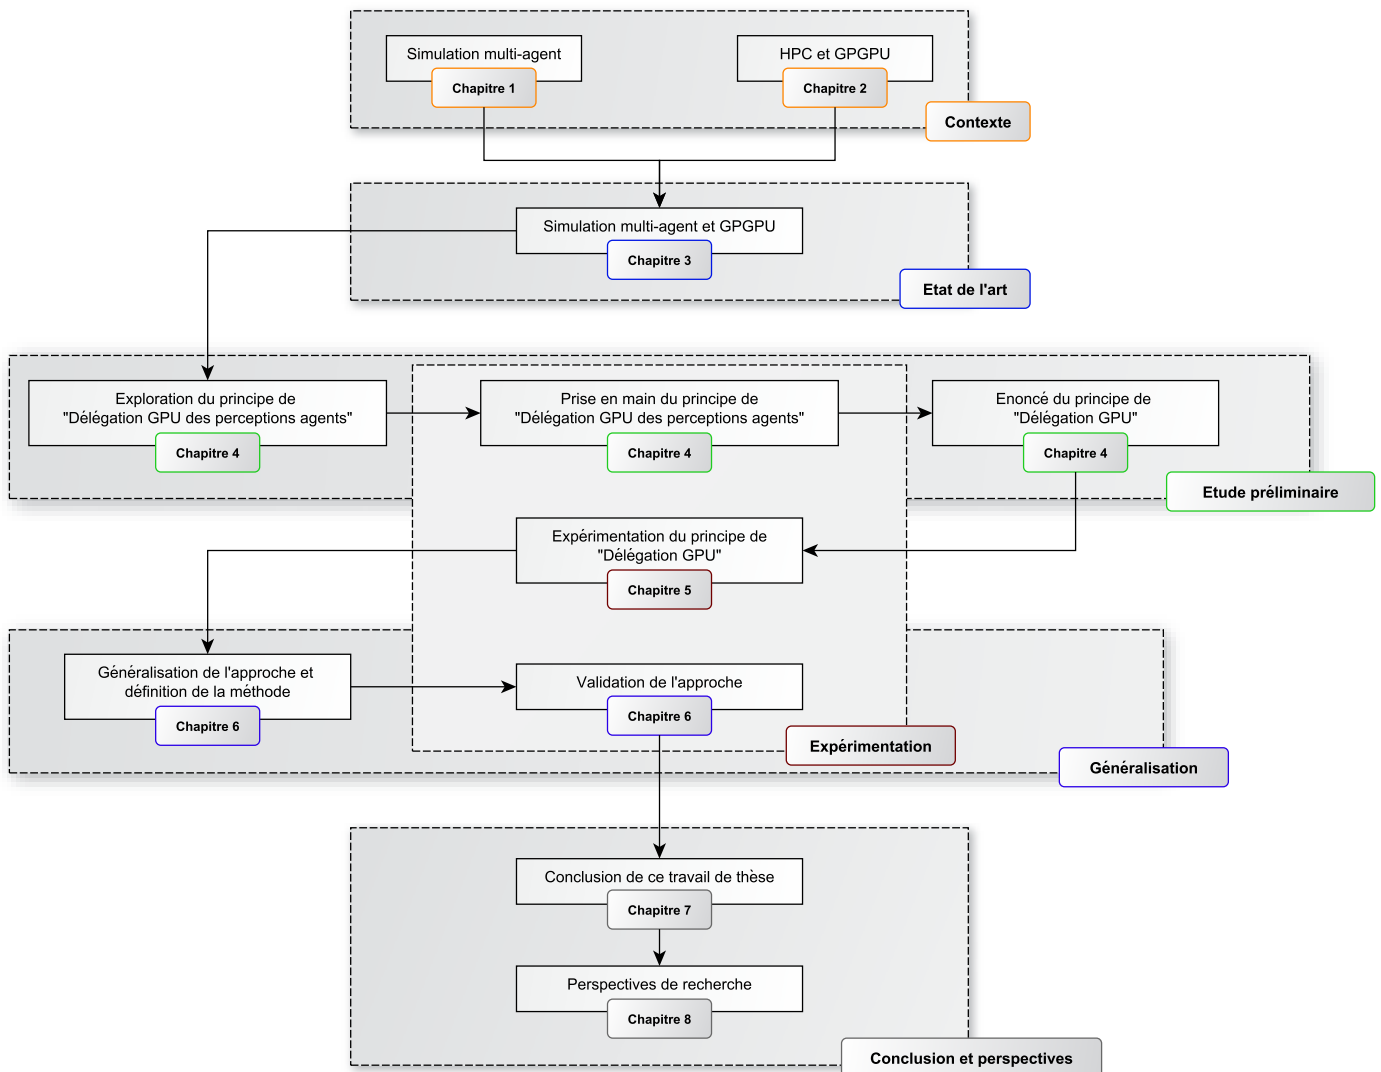 Simulation multi-agent
Chapitre 1
HPC et GPGPU
Chapitre 2
Contexte
Simulation multi-agent et GPGPU
Chapitre 3
Etat de l'art
Exploration du principe de
"Délégation GPU des perceptions agents"
Chapitre 4
Prise en main du principe de
"Délégation GPU des perceptions agents"
Chapitre 4
Enoncé du principe de
"Délégation GPU"
Chapitre 4
Etude préliminaire
Expérimentation du principe de
"Délégation GPU"
Chapitre 5
Généralisation de l'approche et
définition de la méthode
Chapitre 6
Validation de l'approche
Chapitre 6
Expérimentation
Généralisation
Conclusion de ce travail de thèse
Chapitre 7
Perspectives de recherche
Chapitre 8
Conclusion et perspectives